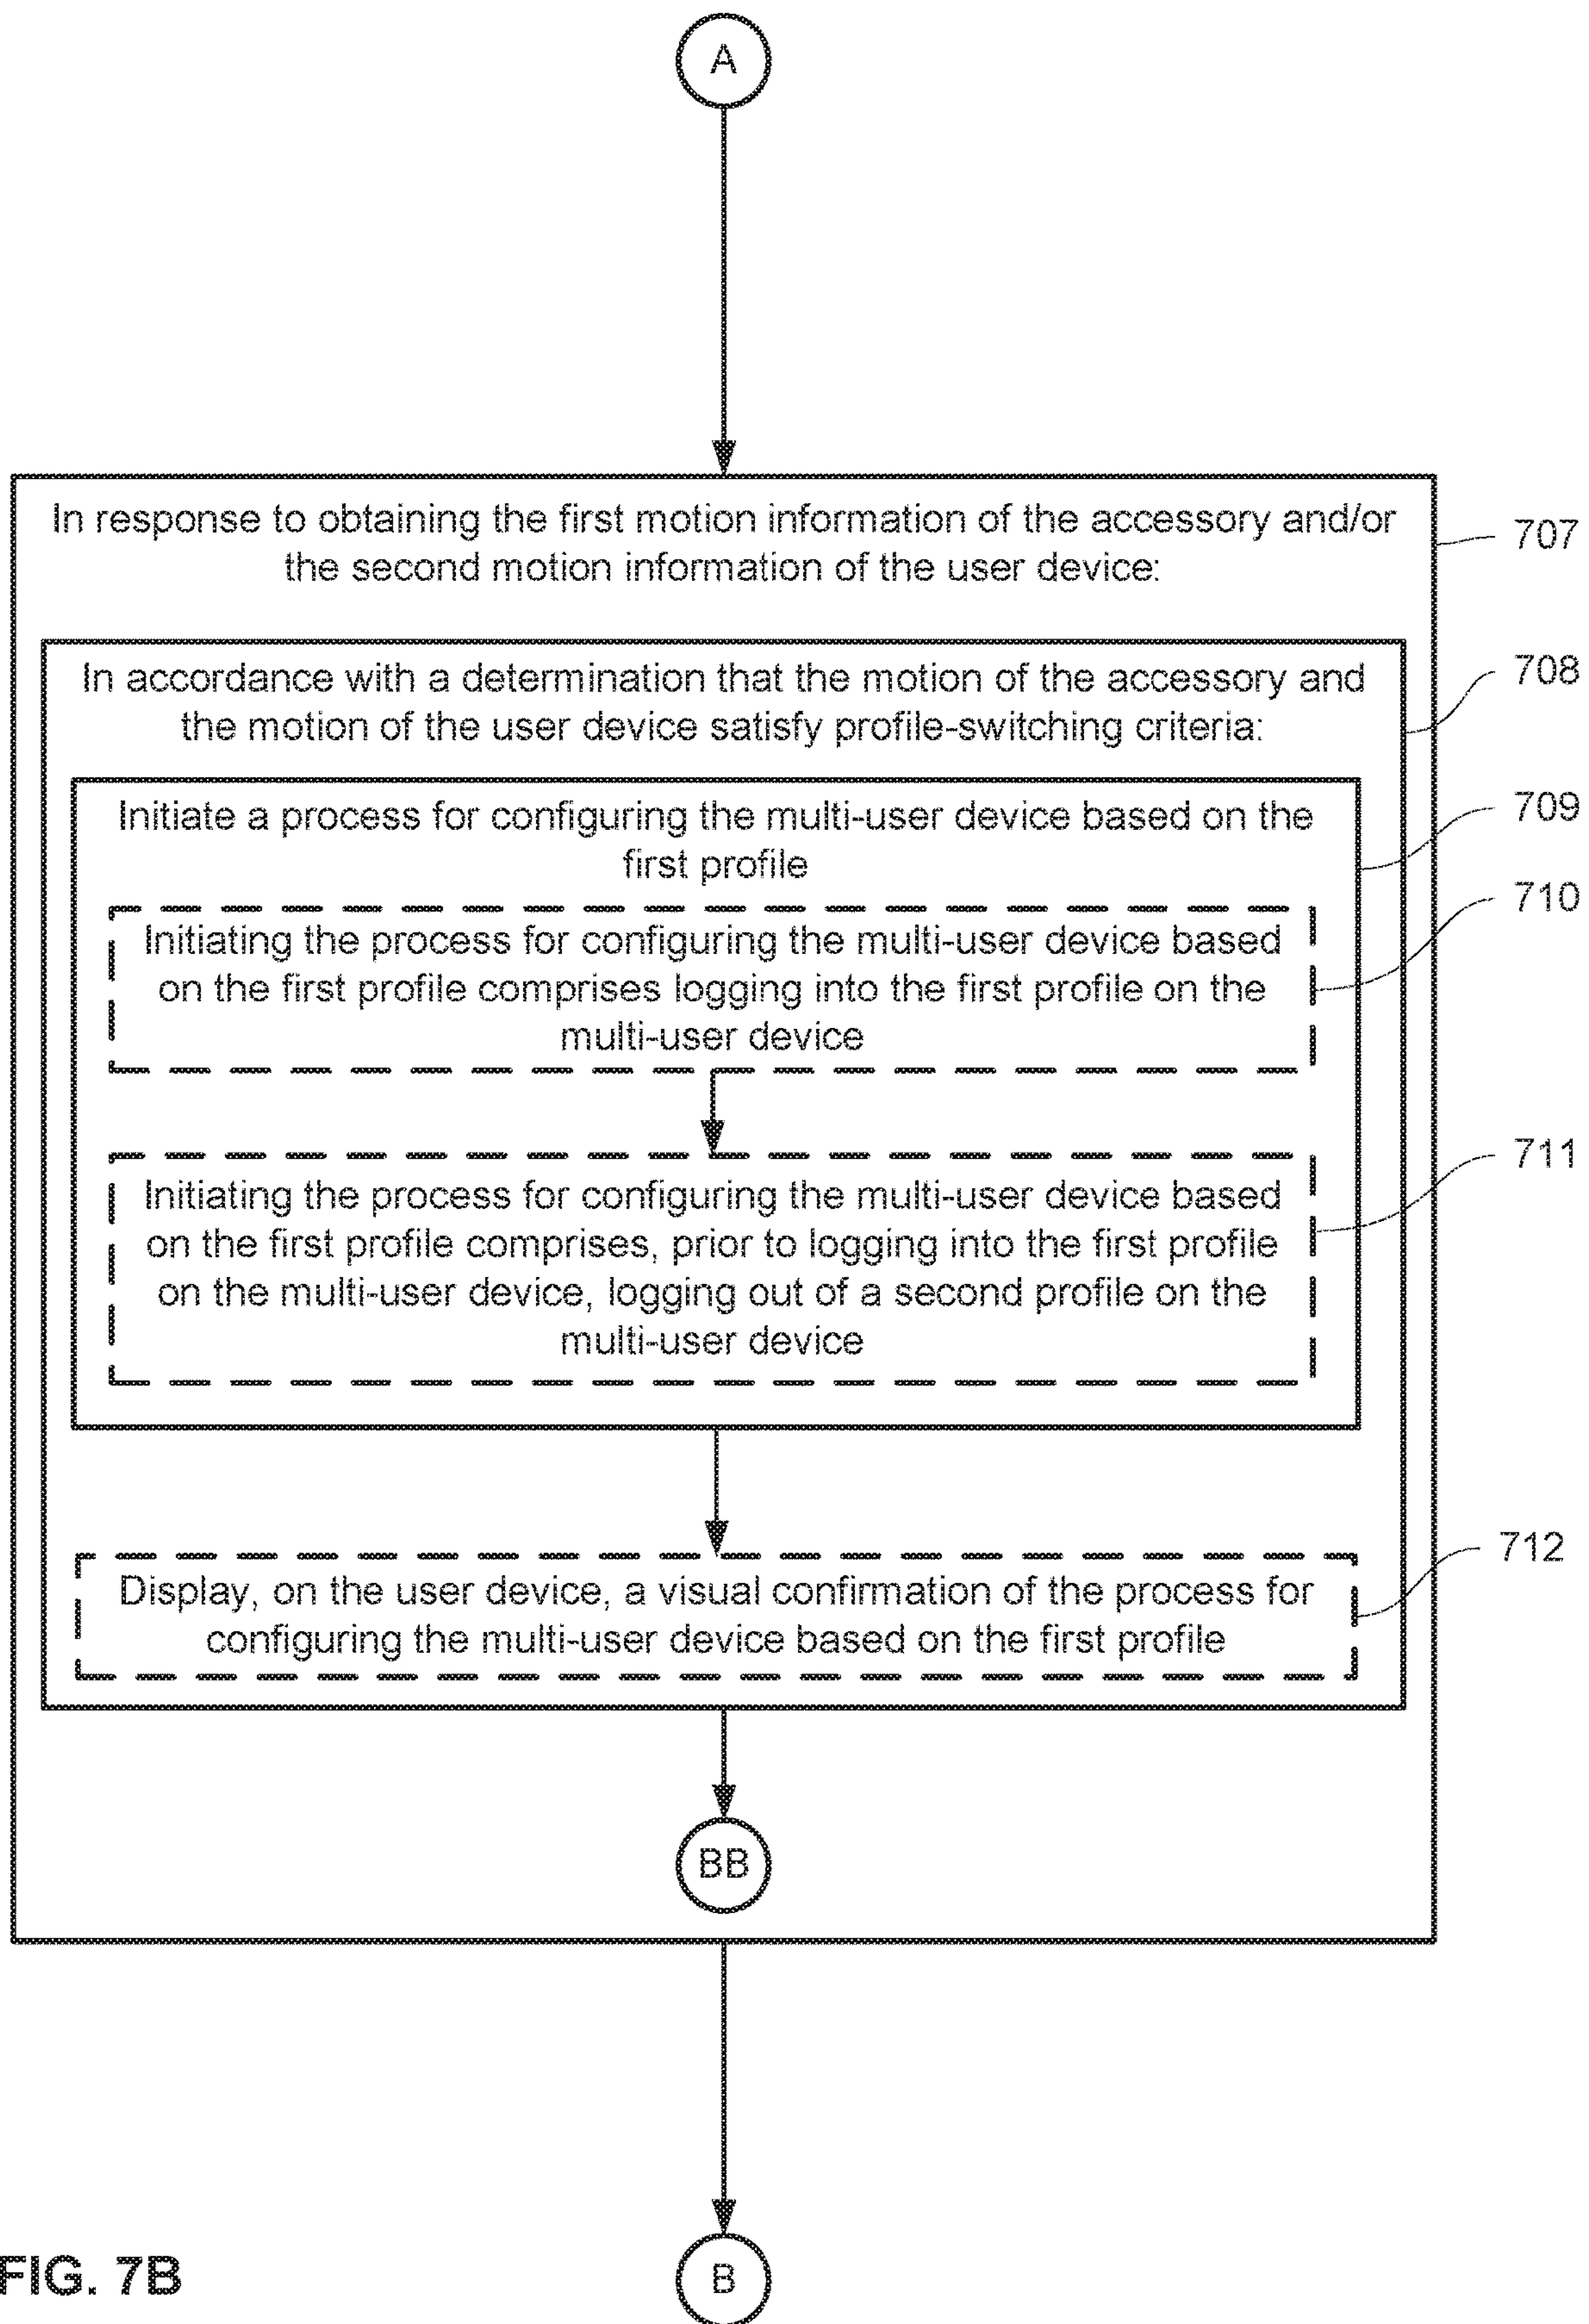 A
In response to obtaining the first motion information of the accessory and/or
the second motion information of the user device:
707
In accordance with a determination that the motion of the accessory and
the motion of the user device satisfy profile-switching criteria:
708
Initiate a process for configuring the multi-user device based on the
first profile
709
Initiating the process for configuring the multi-user device based
on the first profile comprises logging into the first profile on the
multi-user device
710
Initiating the process for configuring the multi-user device based
on the first profile comprises, prior to logging into the first profile
on the multi-user device, logging out of a second profile on the
multi-user device
711
Display, on the user device, a visual confirmation of the process for
configuring the multi-user device based on the first profile
712
BB
B
FIG. 7B